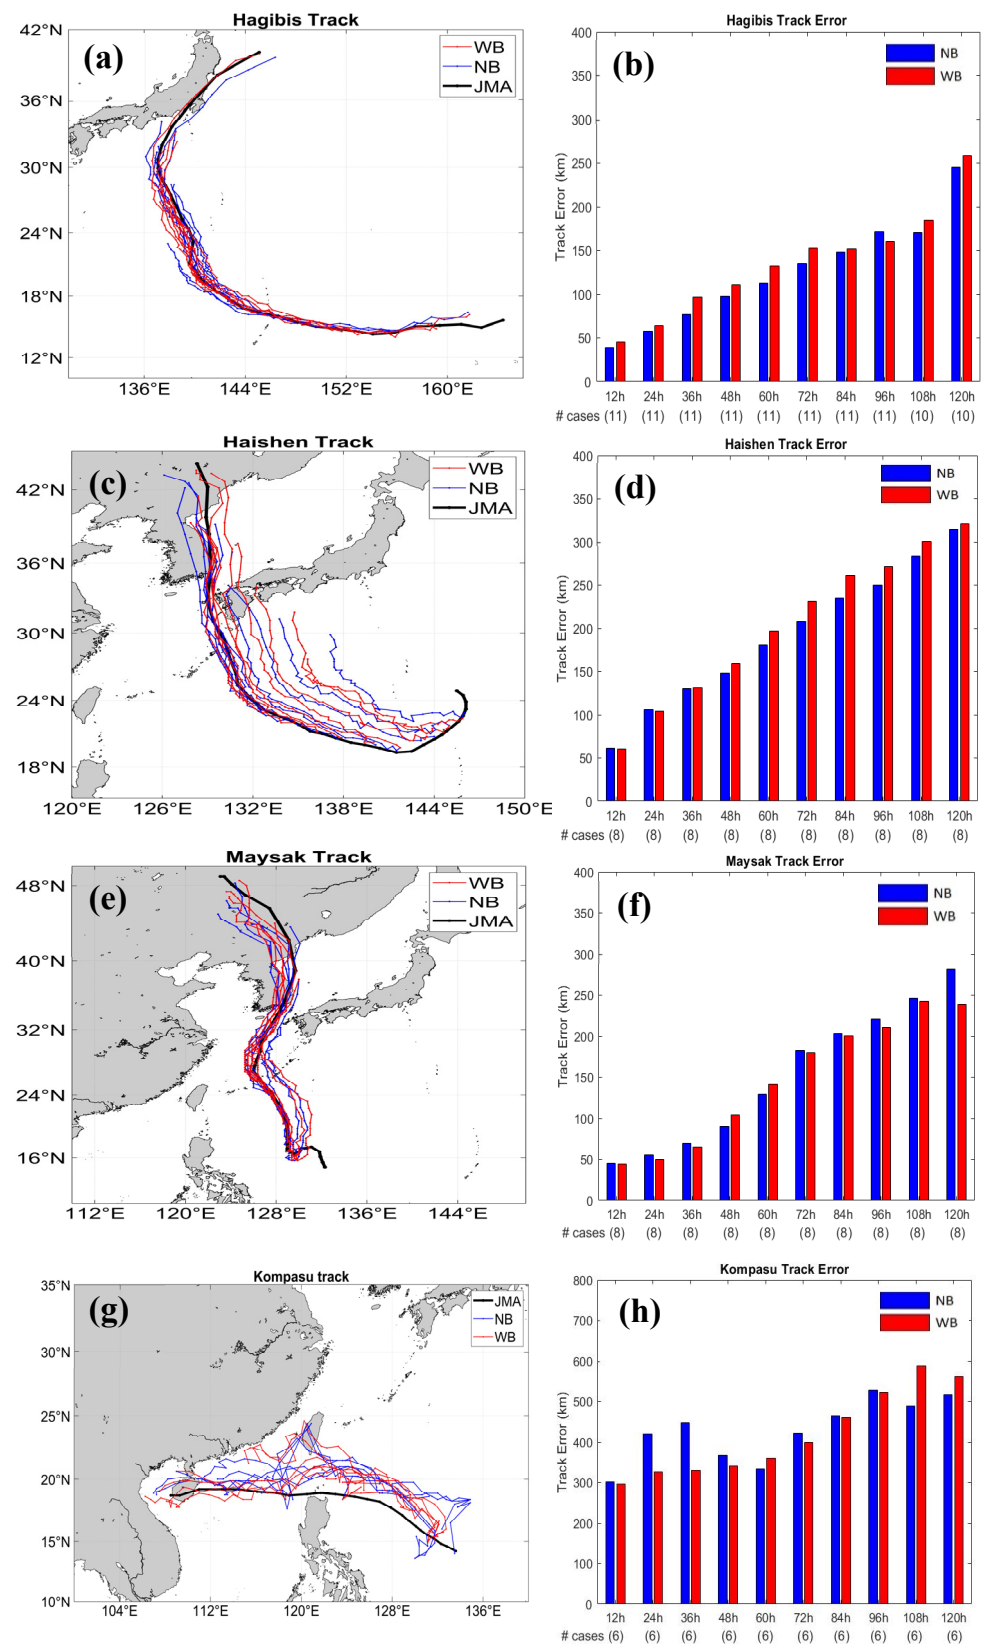 Hagibis Track
(a)
WB
NB
JMA
42°N
36°N
30°N
24°N
18°N
12°N
136°E 144°E 152°E 160°E
Hagibis Track Error
(b)
NB
WB
Track Error (km)
400
350
300
250
200
150
100
50
0
12h 24h 36h 48h 60h 72h 84h 96h 108h 120h
# cases (11) (11) (11) (11) (11) (11) (11) (11) (10) (10)
Haishen Track
(c)
WB
NB
JMA
42°N
36°N
30°N
24°N
18°N
120°E 126°E 132°E 138°E 144°E 150°E
Haishen Track Error
(d)
NB
WB
Track Error (km)
400
350
300
250
200
150
100
50
0
12h 24h 36h 48h 60h 72h 84h 96h 108h 120h
# cases (8) (8) (8) (8) (8) (8) (8) (8) (8) (8)
Maysak Track
(e)
WB
NB
JMA
48°N
40°N
32°N
24°N
16°N
112°E 120°E 128°E 136°E 144°E
Maysak Track Error
(f)
NB
WB
Track Error (km)
400
350
300
250
200
150
100
50
0
12h 24h 36h 48h 60h 72h 84h 96h 108h 120h
# cases (8) (8) (8) (8) (8) (8) (8) (8) (8) (8)
Kompasu track
(g)
JMA
NB
WB
35°N
30°N
25°N
20°N
15°N
10°N
104°E 112°E 120°E 128°E 136°E
Kompasu Track Error
(h)
NB
WB
Track Error (km)
800
700
600
500
400
300
200
100
0
12h 24h 36h 48h 60h 72h 84h 96h 108h 120h
# cases (6) (6) (6) (6) (6) (6) (6) (6) (6) (6)